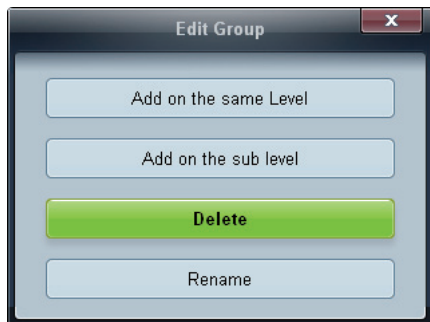 Edit Group
x
Add on the same Level
Add on the sub level
Delete
Rename